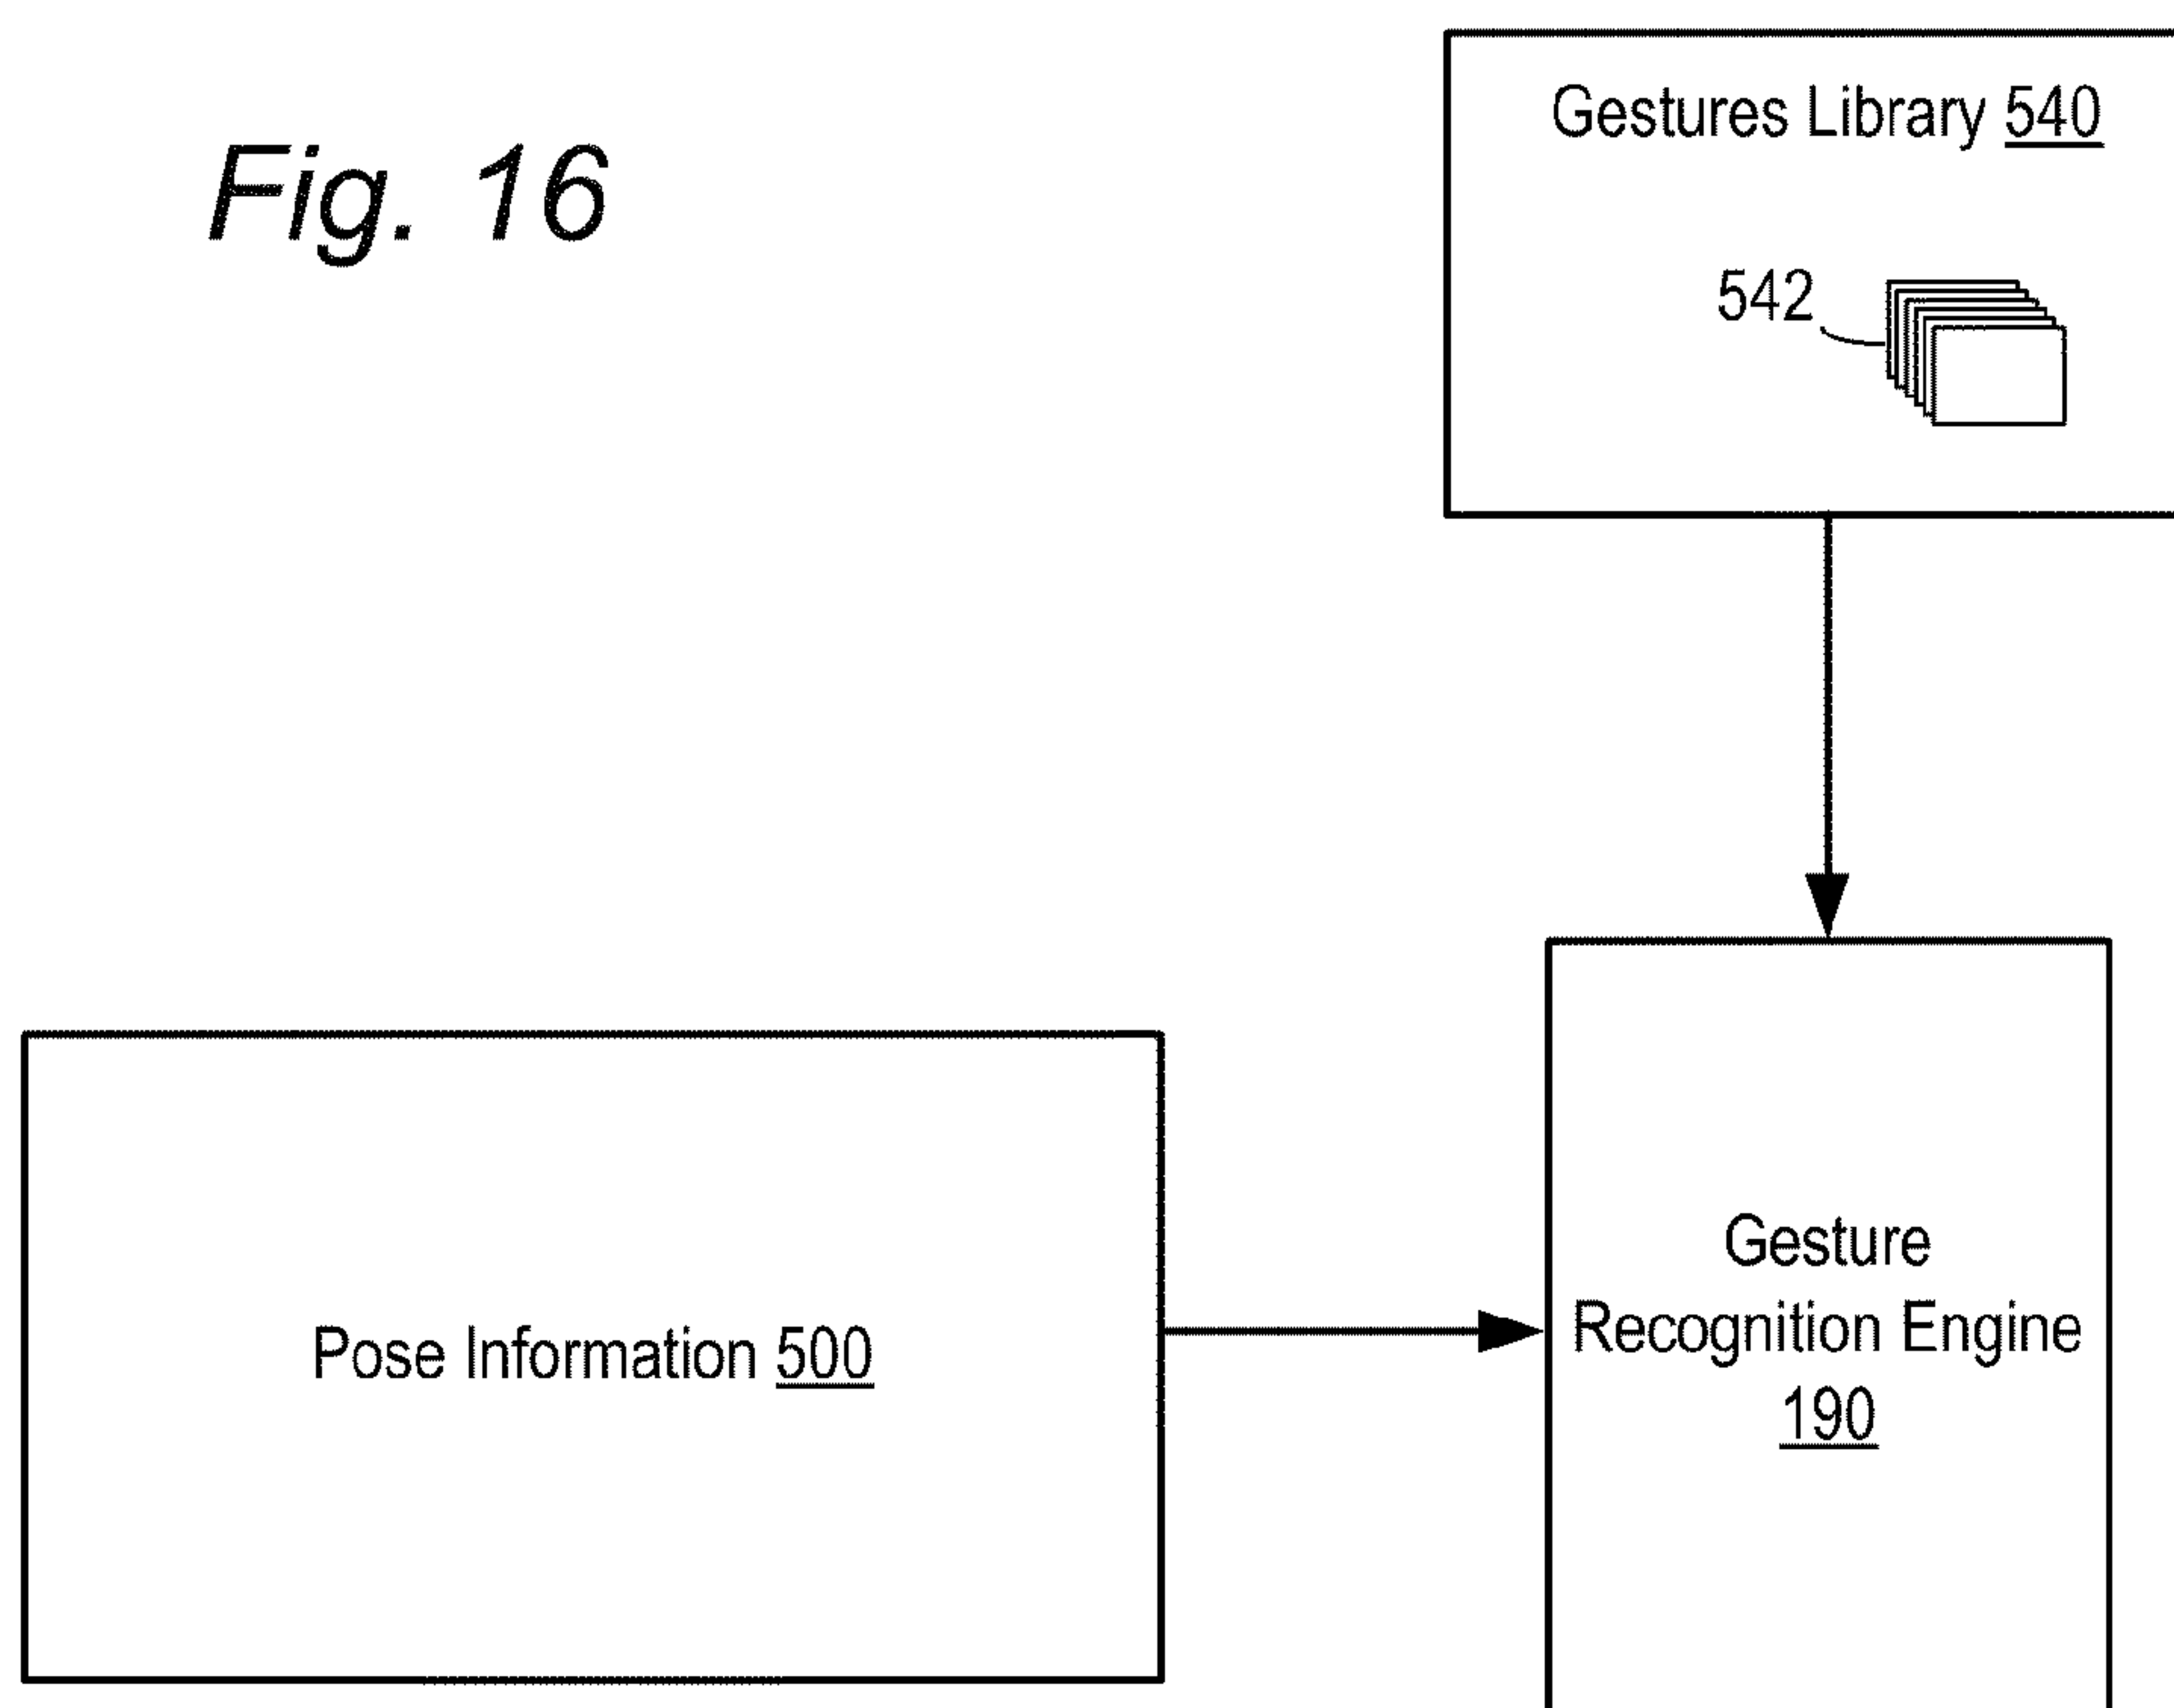 Fig. 16
Gestures Library 540
542
Pose Information 500
Gesture
Recognition Engine
190